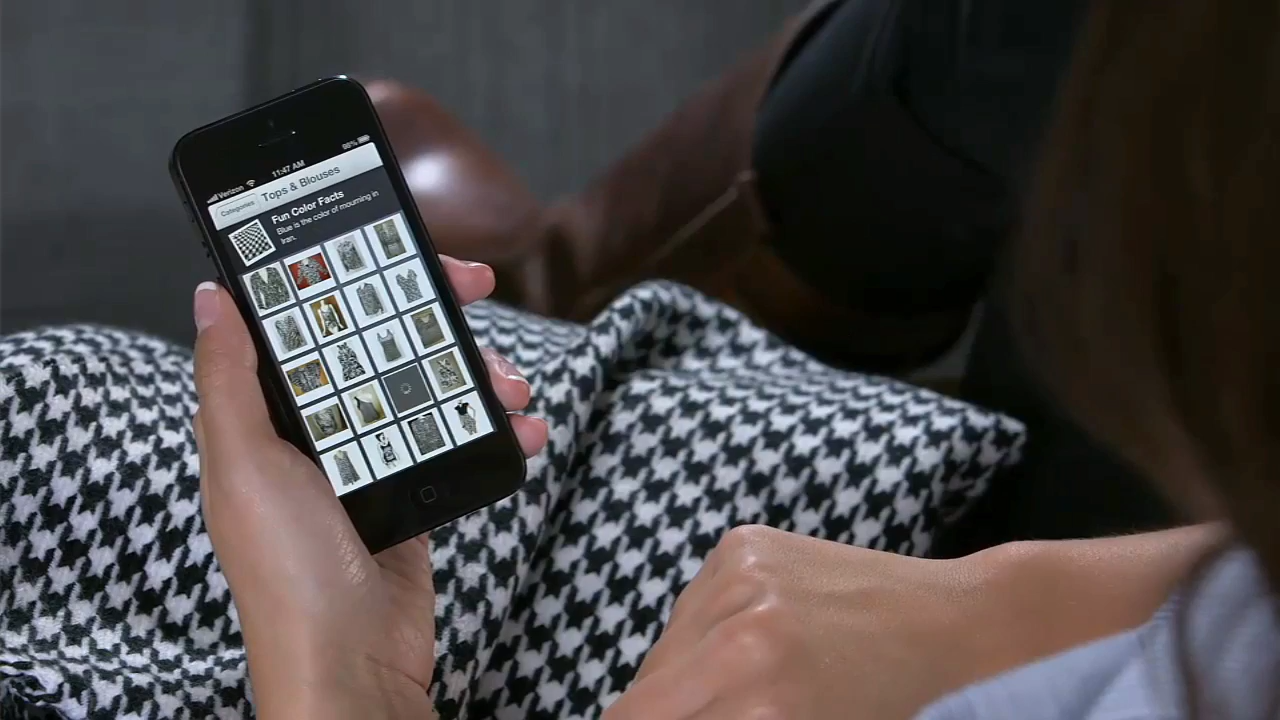 Verizon 11:47 AM 98%
Categories Tops & Blouses
Fun Color Facts
Blue is the color of mourning in
Iran.